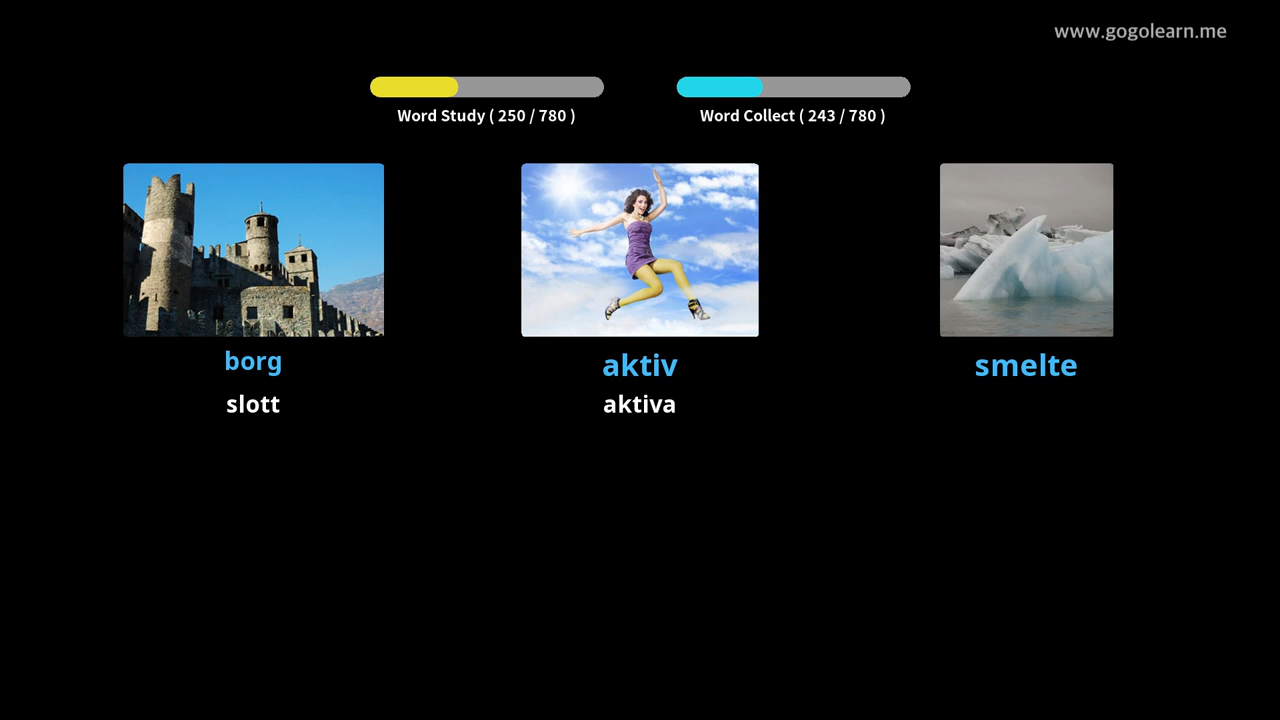 www.gogolearn.me
Word Study ( 250 / 780 )
Word Collect ( 243 / 780 )
borg
aktiv
smelte
slott
aktiva